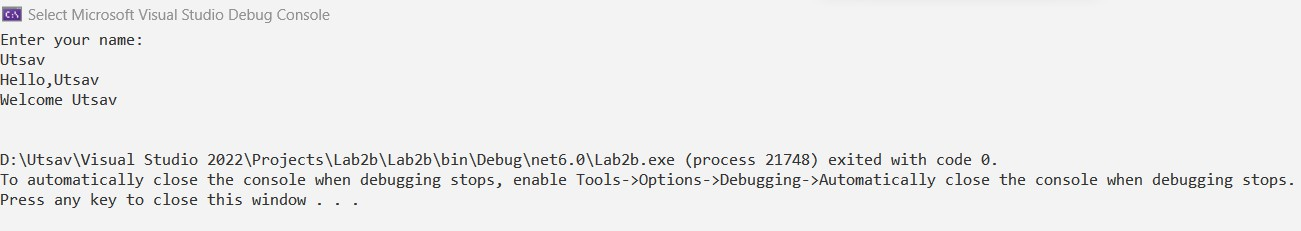 Select Microsoft Visual Studio Debug Console
Enter your name:
Utsav
Hello,Utsav
Welcome Utsav
D:\Utsav\Visual Studio 2022\Projects\Lab2b\Lab2b\bin\Debug\net6.0\Lab2b.exe (process 21748) exited with code 0.
To automatically close the console when debugging stops, enable Tools->Options->Debugging->Automatically close the console when debugging stops.
Press any key to close this window . . .